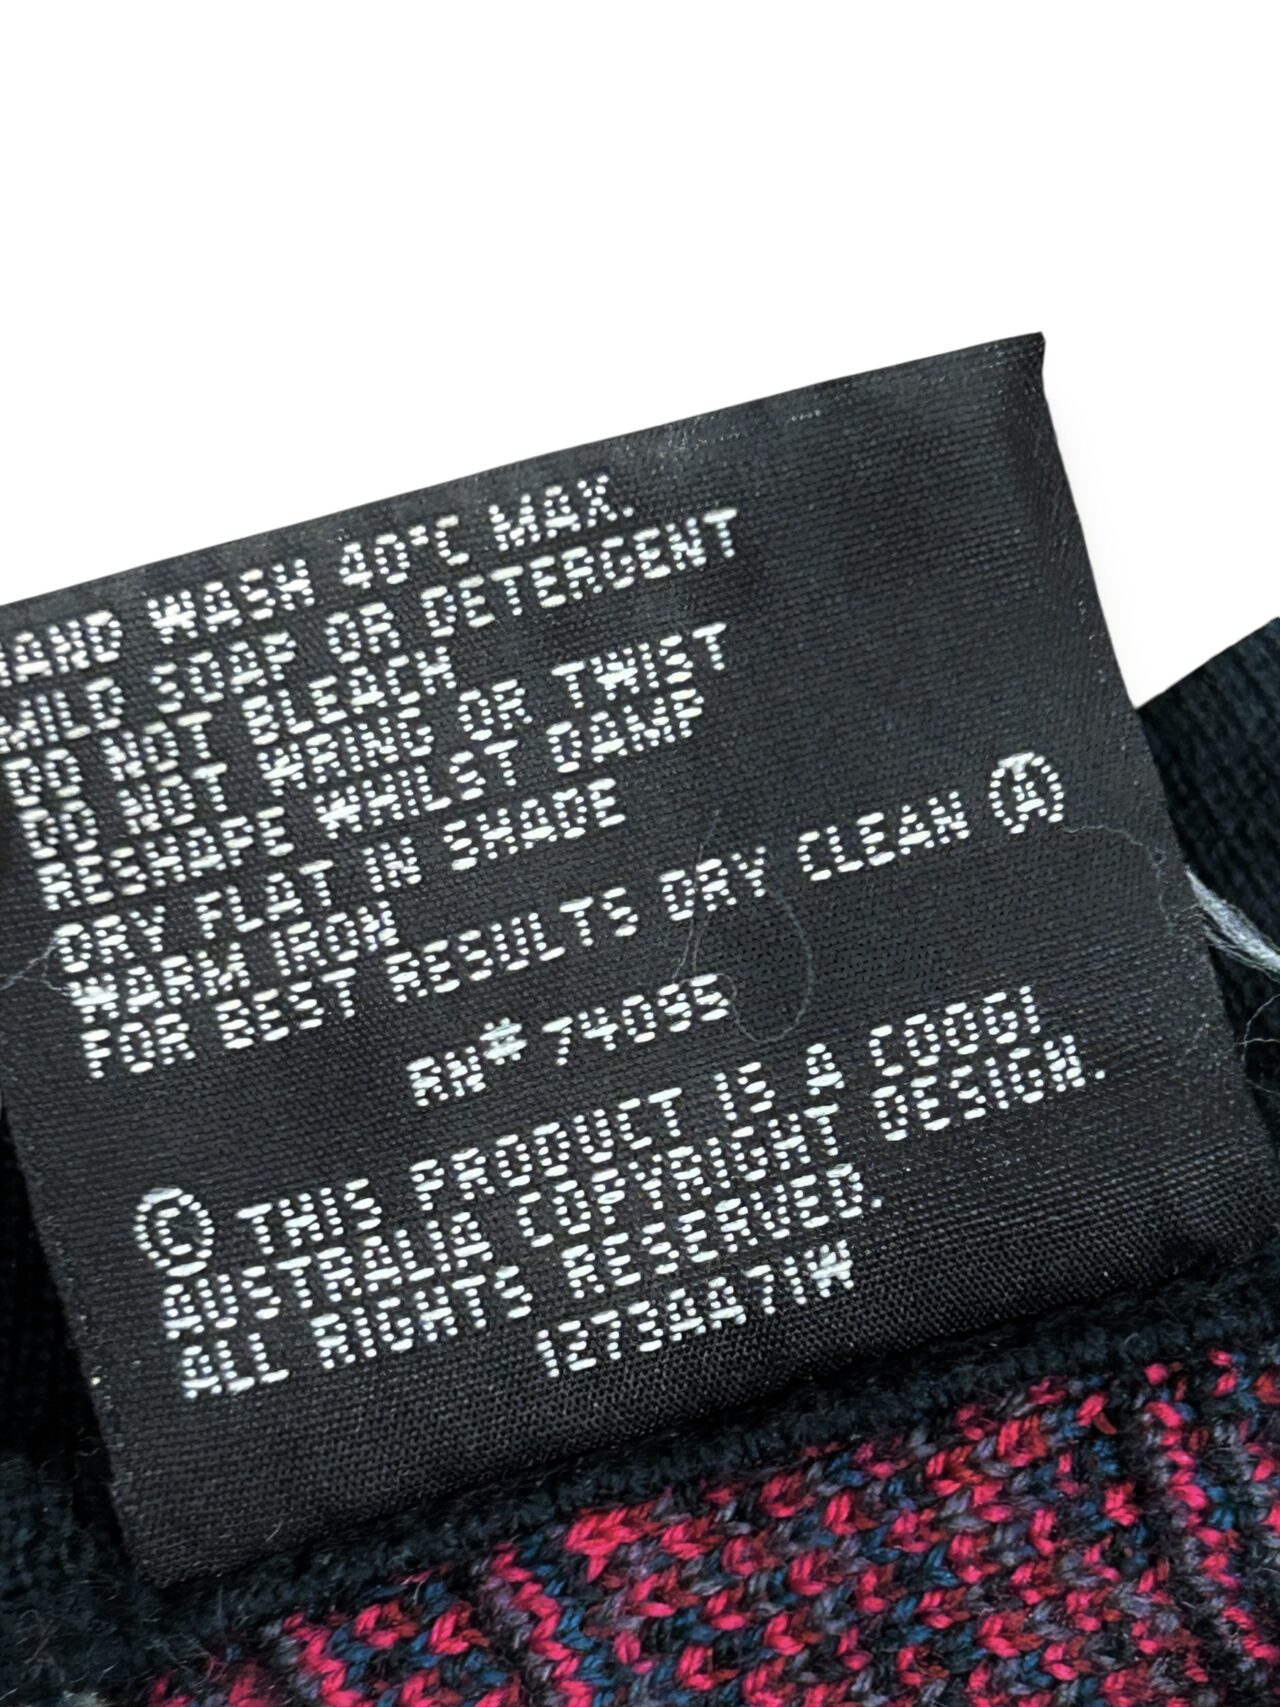 HAND WASH 40°C MAX.
MILD SOAP OR DETERGENT
DO NOT BLEACH
DO NOT WRING OR TWIST
RESHAPE WHILST DAMP
DRY FLAT IN SHADE
WARM IRON
FOR BEST RESULTS DRY CLEAN Ⓐ
RN# 74095
© THIS PRODUCT IS A COOGI
AUSTRALIA COPYRIGHT DESIGN.
ALL RIGHTS RESERVED.